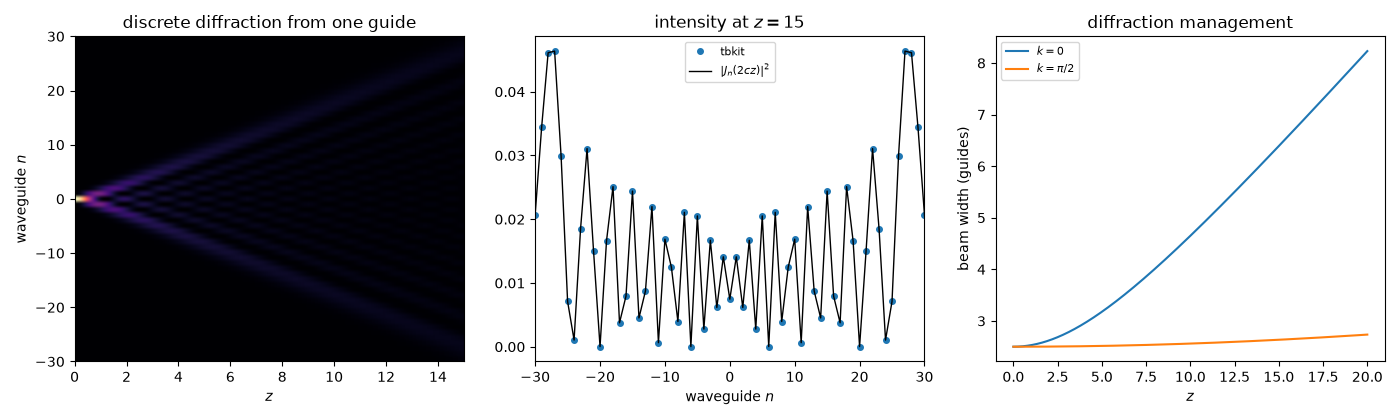 discrete diffraction from one guide
30
20
10
0
−10
−20
−30
waveguide n
0 2 4 6 8 10 12 14
z
intensity at z = 15
tbkit
|J_n(2cz)|²
0.04
0.03
0.02
0.01
0.00
−30 −20 −10 0 10 20 30
waveguide n
diffraction management
k = 0
k = π/2
8
7
6
5
4
3
beam width (guides)
0.0 2.5 5.0 7.5 10.0 12.5 15.0 17.5 20.0
z